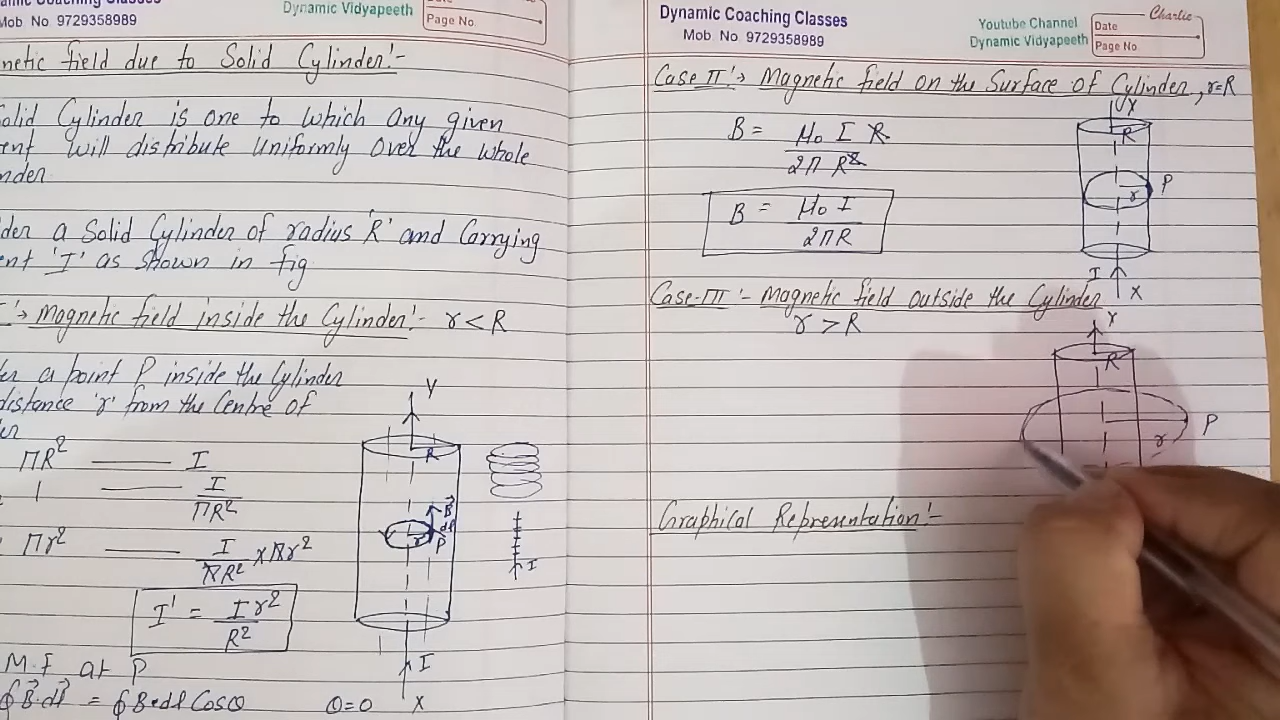 Mob No. 9729358989
Dynamic Vidyapeeth
Page No.
netic field due to Solid Cylinder:-
olid Cylinder is one to which any given
ent will distribute uniformly over the whole
nder
der a Solid Cylinder of radius 'R' and Carrying
ent 'I' as shown in fig
Magnetic field inside the Cylinder:- r < R
er a point P inside the Cylinder
distance 'r' from the Centre of
er
πR² — I
1 — I/πR²
πr² — I/πR² × πr²
I' = Ir²/R²
M.F at P
∮B⃗.dl⃗ = ∮Bdl Cosθ θ=0
Y
R
B⃗
dl
r
P
I
X
I
Dynamic Coaching Classes
Mob. No. 9729358989
Youtube Channel
Dynamic Vidyapeeth
Charlie
Date
Page No
Case II:→ Magnetic field on the Surface of Cylinder, r=R
B = μ₀ I R / 2π R²
B = μ₀ I / 2πR
Y
R
P
r
I
X
Case-III:- Magnetic field outside the Cylinder
r > R
Y
R
P
r
Graphical Representation:-